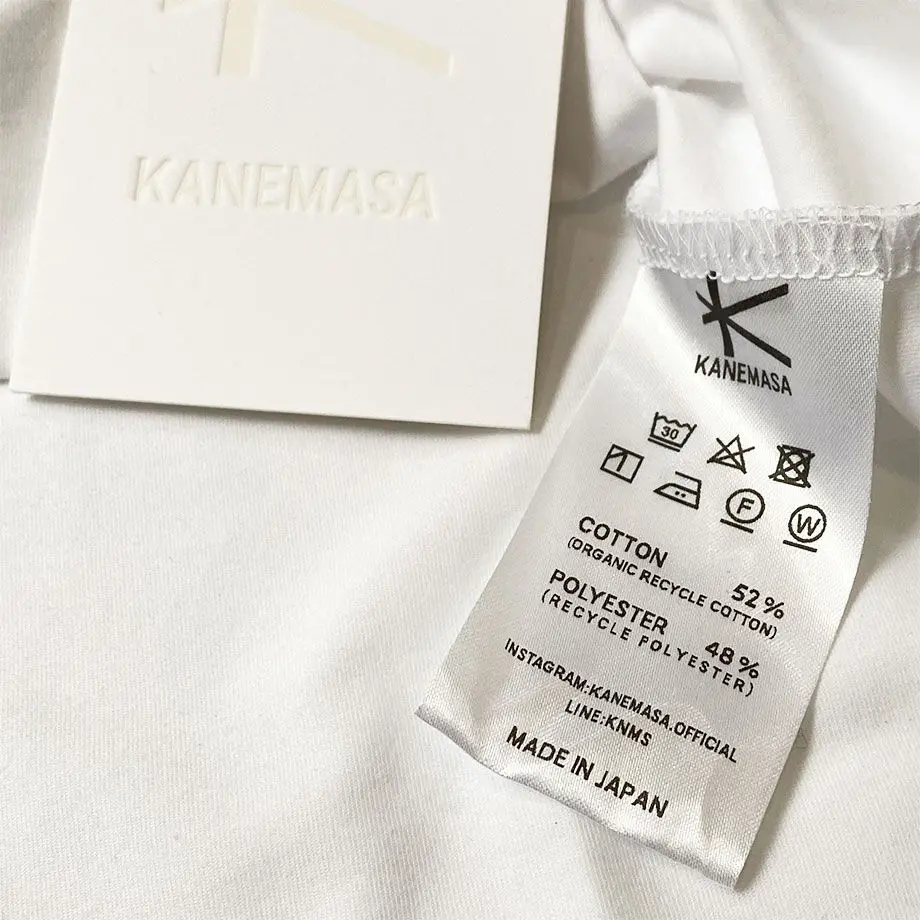 KANEMASA
KANEMASA
30
F
W
COTTON 52%
(ORGANIC RECYCLE COTTON)
POLYESTER 48%
(RECYCLE POLYESTER)
INSTAGRAM:KANEMASA.OFFICIAL
LINE:KNMS
MADE IN JAPAN